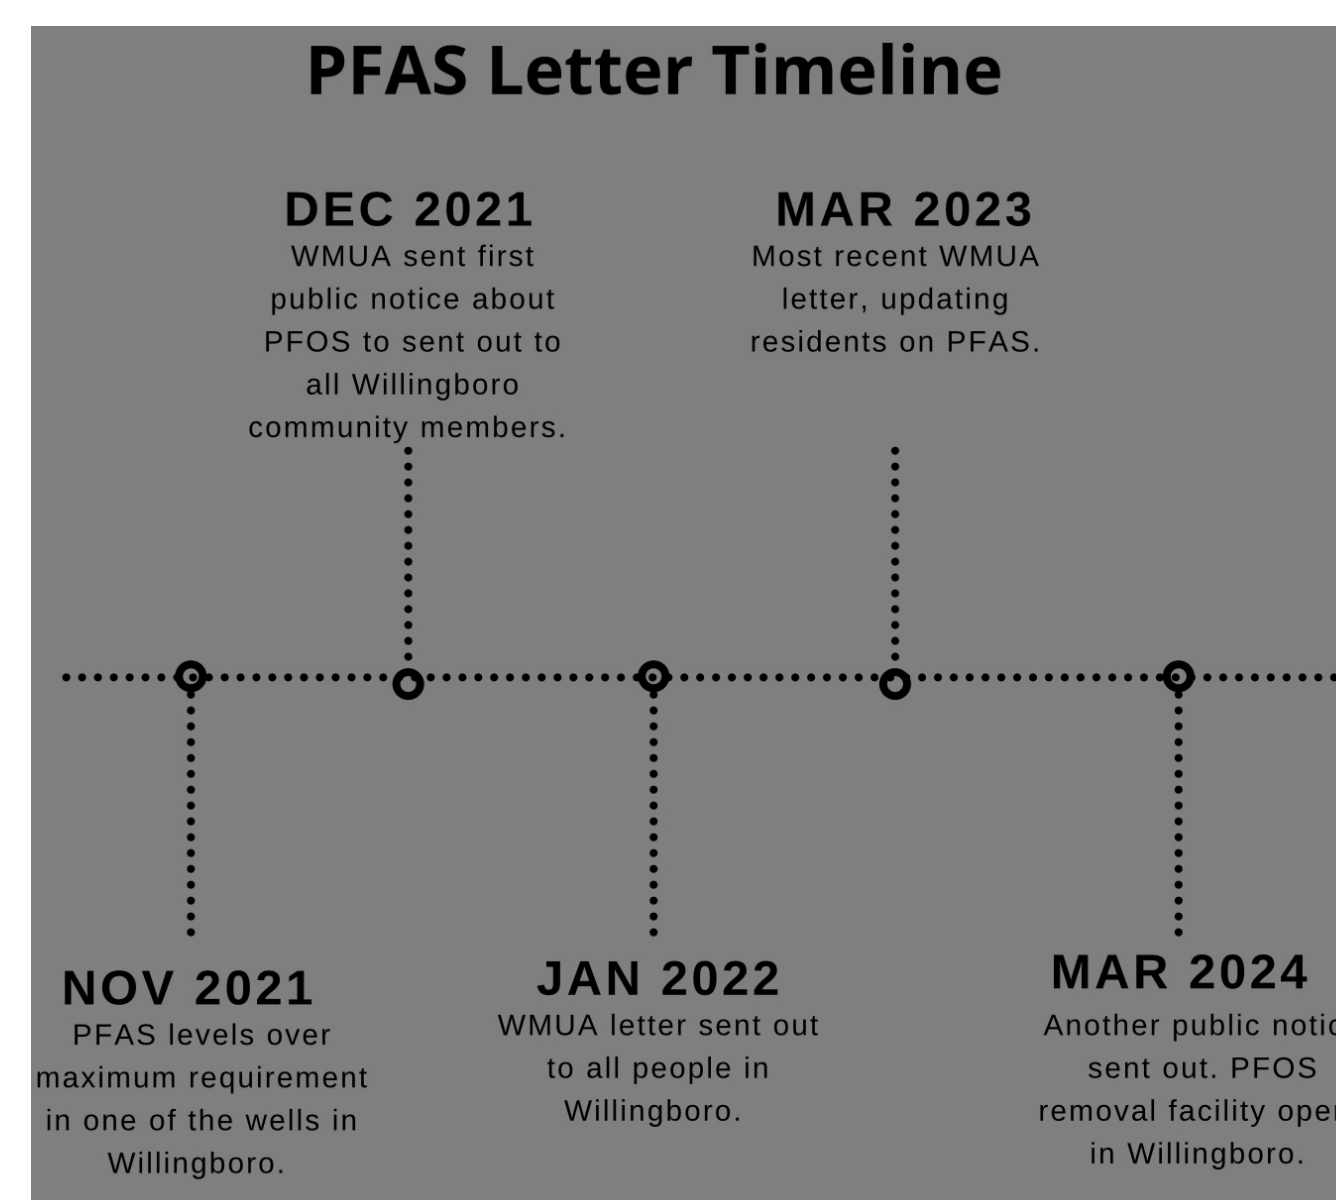 PFAS Letter Timeline
DEC 2021
WMUA sent first
public notice about
PFOS to sent out to
all Willingboro
community members.
MAR 2023
Most recent WMUA
letter, updating
residents on PFAS.
NOV 2021
PFAS levels over
maximum requirement
in one of the wells in
Willingboro.
JAN 2022
WMUA letter sent out
to all people in
Willingboro.
MAR 2024
Another public
sent out. PFOS
removal facility
in Willingboro.